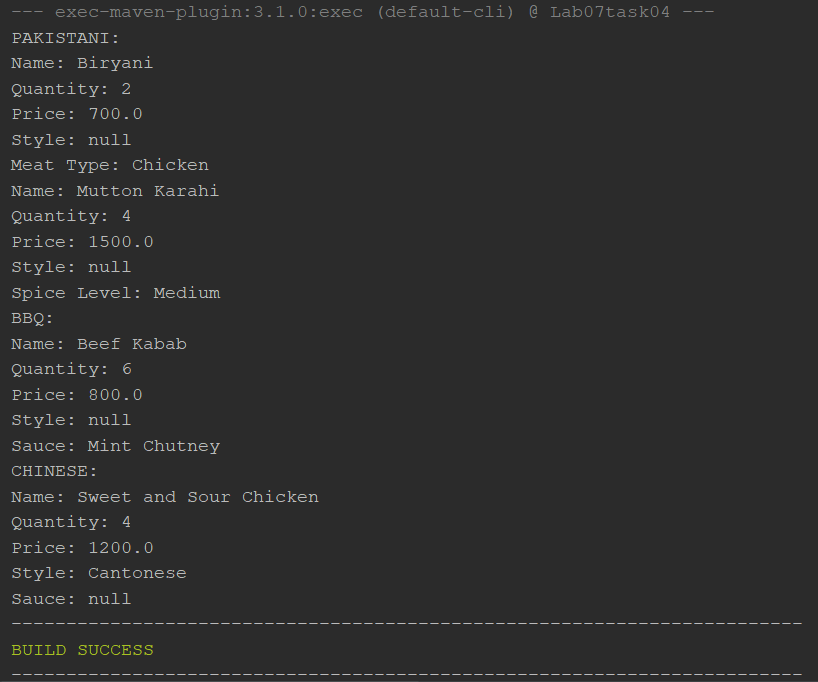 --- exec-maven-plugin:3.1.0:exec (default-cli) @ Lab07task04 ---
PAKISTANI:
Name: Biryani
Quantity: 2
Price: 700.0
Style: null
Meat Type: Chicken
Name: Mutton Karahi
Quantity: 4
Price: 1500.0
Style: null
Spice Level: Medium
BBQ:
Name: Beef Kabab
Quantity: 6
Price: 800.0
Style: null
Sauce: Mint Chutney
CHINESE:
Name: Sweet and Sour Chicken
Quantity: 4
Price: 1200.0
Style: Cantonese
Sauce: null
------------------------------------------------------------------------
BUILD SUCCESS
------------------------------------------------------------------------